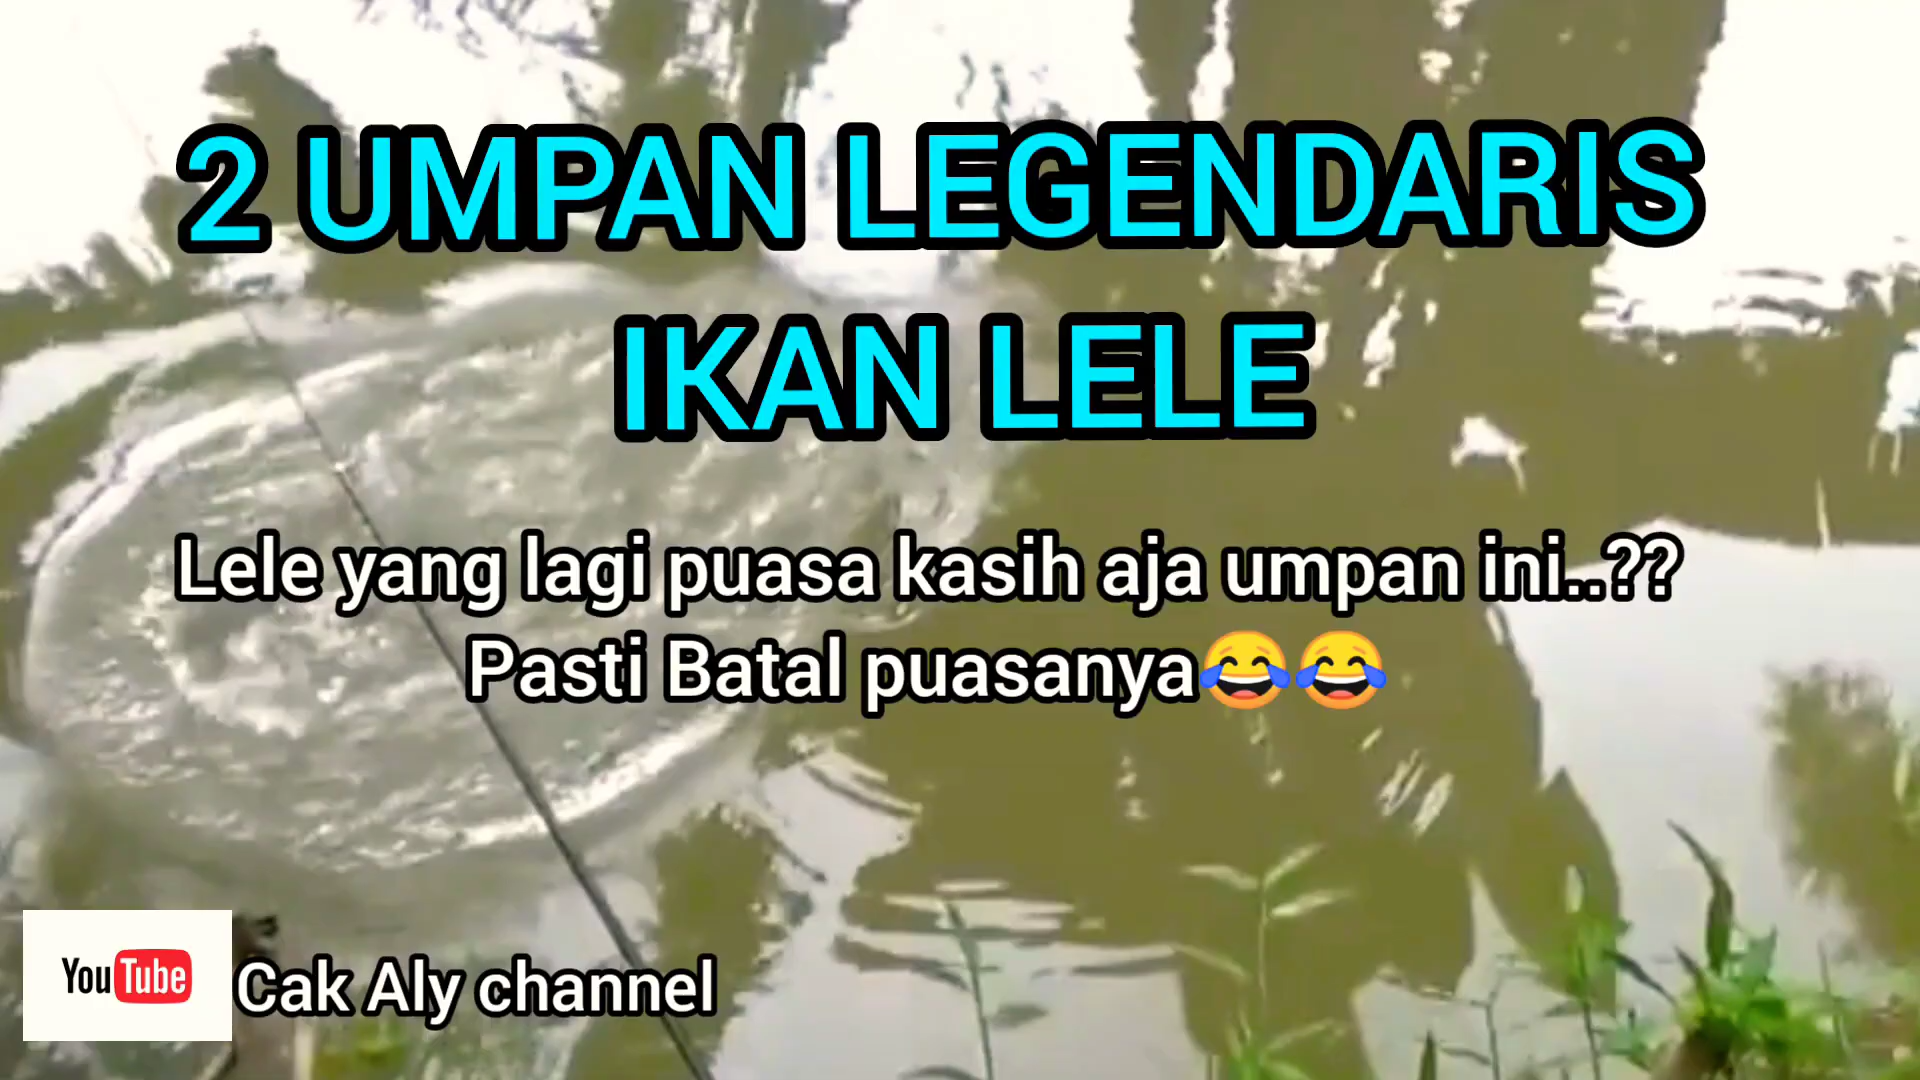 2 UMPAN LEGENDARIS
IKAN LELE
Lele yang lagi puasa kasih aja umpan ini..??
Pasti Batal puasanya😂😂
YouTube
Cak Aly channel